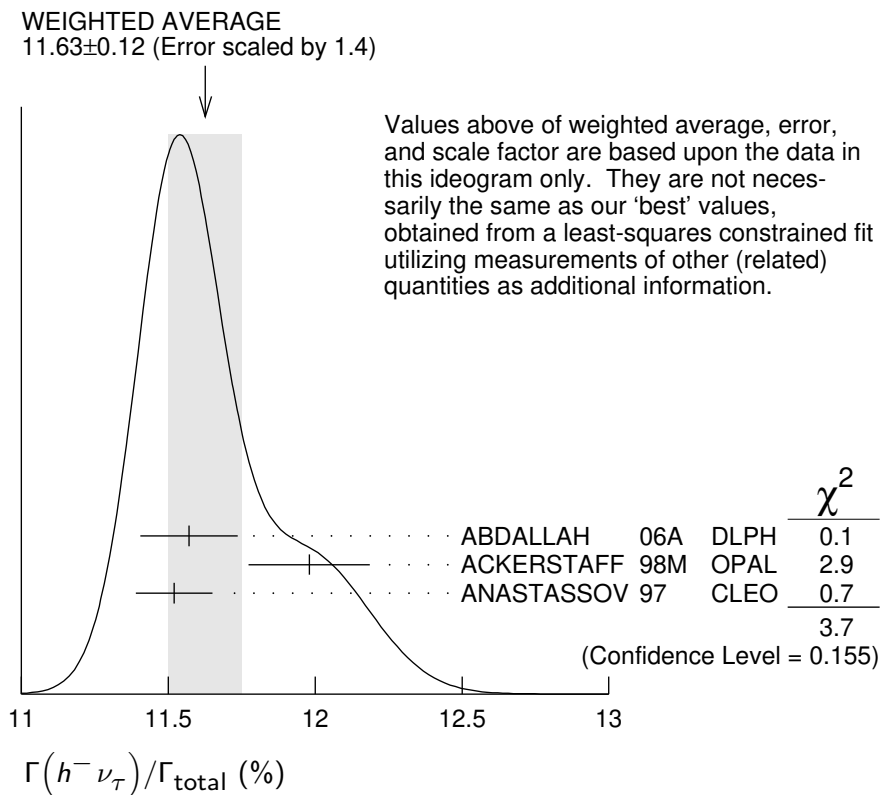 WEIGHTED AVERAGE
11.63±0.12 (Error scaled by 1.4)
Values above of weighted average, error,
and scale factor are based upon the data in
this ideogram only. They are not neces-
sarily the same as our ‘best’ values,
obtained from a least-squares constrained fit
utilizing measurements of other (related)
quantities as additional information.
χ²
ABDALLAH 06A DLPH 0.1
ACKERSTAFF 98M OPAL 2.9
ANASTASSOV 97 CLEO 0.7
3.7
(Confidence Level = 0.155)
11 11.5 12 12.5 13
Γ(h⁻ ν_τ)/Γ_total (%)